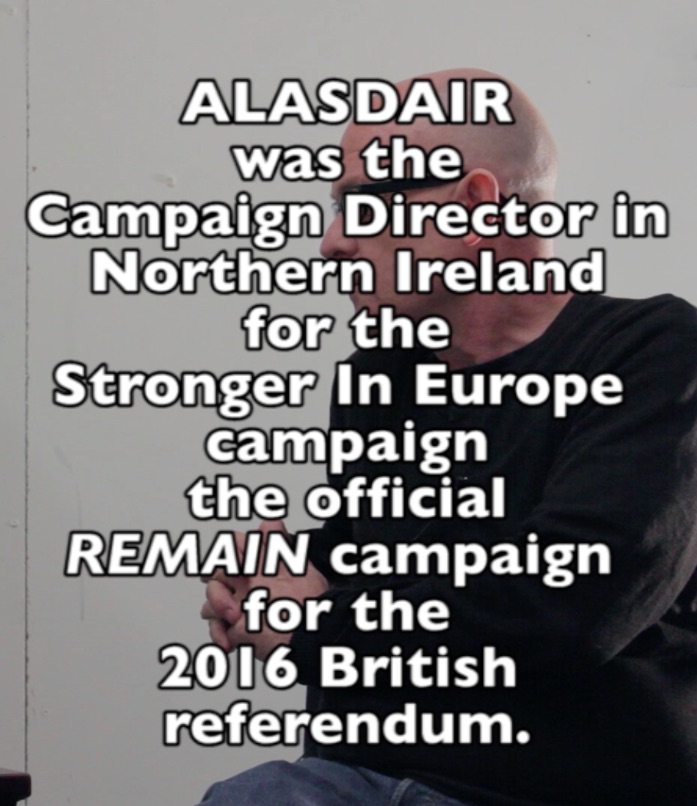 ALASDAIR
was the
Campaign Director in
Northern Ireland
for the
Stronger In Europe
campaign
the official
REMAIN campaign
for the
2016 British
referendum.